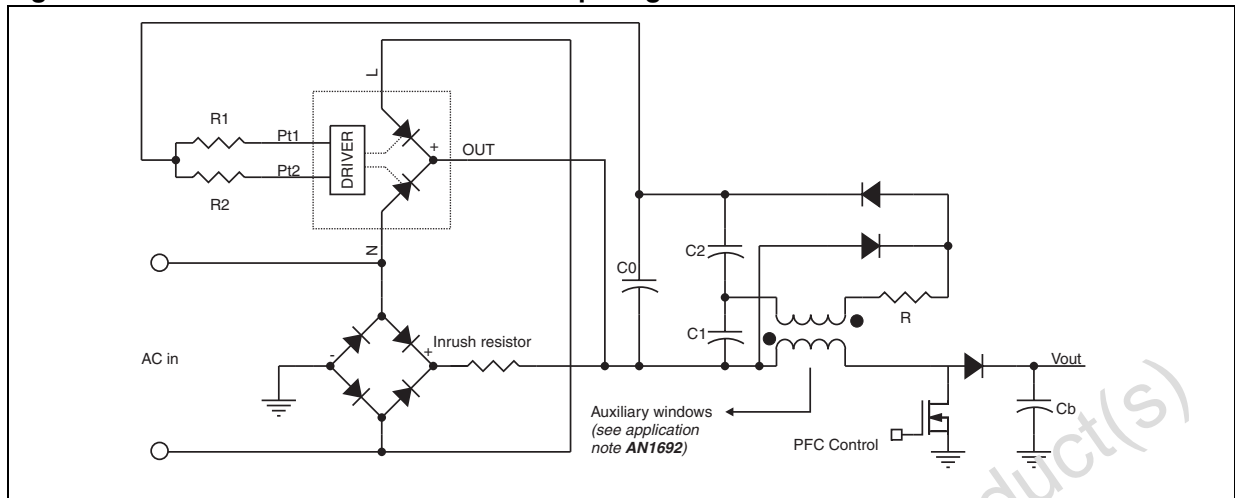 L
R1
Pt1
DRIVER
+
OUT
Pt2
R2
N
C2
C0
R
C1
AC in
-
+
Inrush resistor
Vout
Auxiliary windows
(see application
note AN1692)
Cb
PFC Control
duct(s)